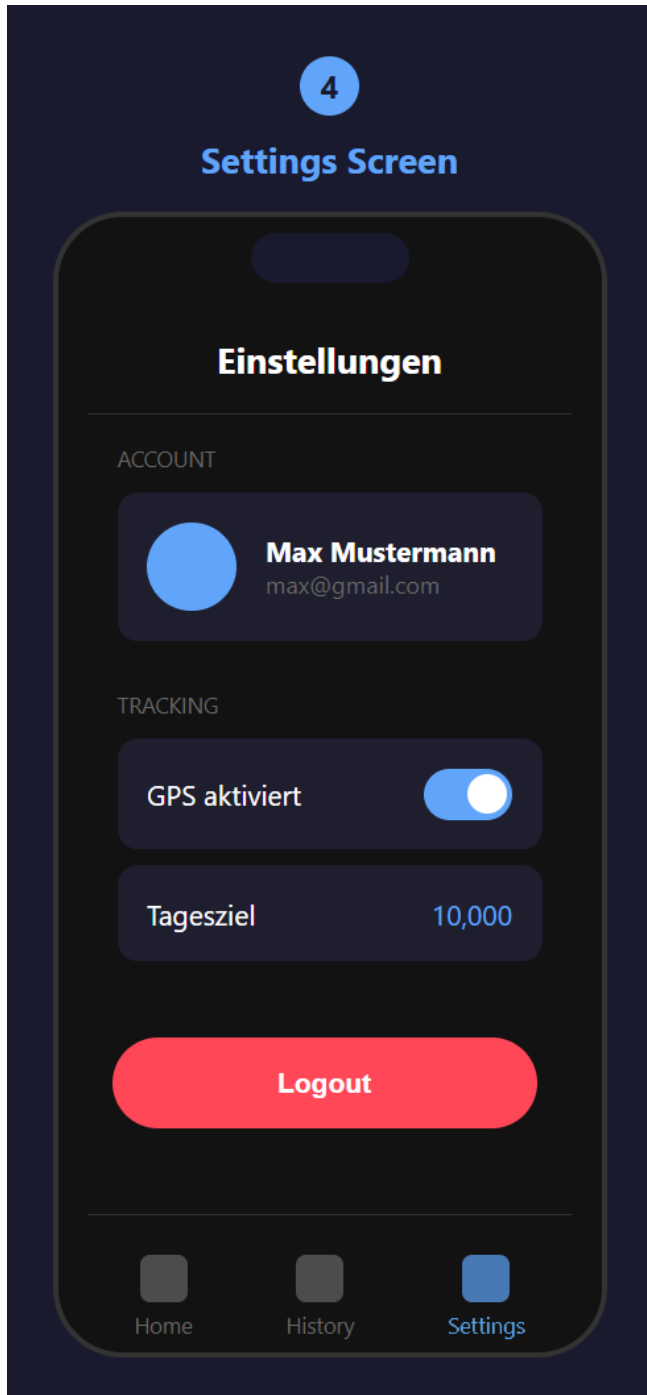 4
Settings Screen
Einstellungen
ACCOUNT
Max Mustermann
max@gmail.com
TRACKING
GPS aktiviert
Tagesziel 10,000
Logout
Home History Settings